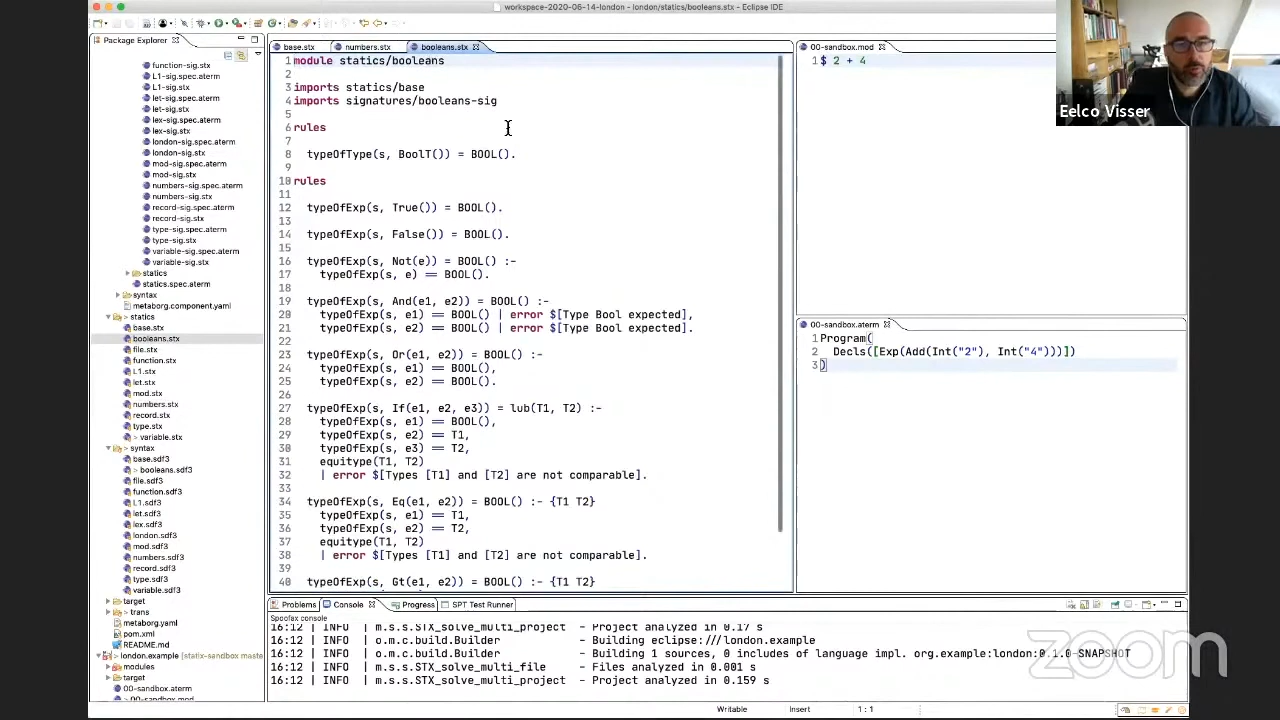 workspace-2020-06-14-london - london/statics/booleans.stx - Eclipse IDE
Package Explorer
function-sig.stx
L1-sig.spec.aterm
L1-sig.stx
let-sig.spec.aterm
let-sig.stx
lex-sig.spec.aterm
lex-sig.stx
london-sig.spec.aterm
london-sig.stx
mod-sig.spec.aterm
mod-sig.stx
numbers-sig.spec.aterm
numbers-sig.stx
record-sig.spec.aterm
record-sig.stx
type-sig.spec.aterm
type-sig.stx
variable-sig.spec.aterm
variable-sig.stx
statics
statics.spec.aterm
syntax
metaborg.component.yaml
statics
base.stx
booleans.stx
file.stx
function.stx
L1.stx
let.stx
mod.stx
numbers.stx
record.stx
type.stx
> variable.stx
syntax
base.sdf3
> booleans.sdf3
file.sdf3
function.sdf3
L1.sdf3
let.sdf3
lex.sdf3
london.sdf3
mod.sdf3
numbers.sdf3
record.sdf3
type.sdf3
variable.sdf3
target
> trans
metaborg.yaml
pom.xml
README.md
> london.example [statix-sandbox maste
modules
target
00-sandbox.aterm
> 00-sandbox.mod
base.stx numbers.stx booleans.stx
1 module statics/booleans
2
3 imports statics/base
4 imports signatures/booleans-sig
5
6 rules
7
8 typeOfType(s, BoolT()) = BOOL().
9
10 rules
11
12 typeOfExp(s, True()) = BOOL().
13
14 typeOfExp(s, False()) = BOOL().
15
16 typeOfExp(s, Not(e)) = BOOL() :-
17 typeOfExp(s, e) == BOOL().
18
19 typeOfExp(s, And(e1, e2)) = BOOL() :-
20 typeOfExp(s, e1) == BOOL() | error $[Type Bool expected],
21 typeOfExp(s, e2) == BOOL() | error $[Type Bool expected].
22
23 typeOfExp(s, Or(e1, e2)) = BOOL() :-
24 typeOfExp(s, e1) == BOOL(),
25 typeOfExp(s, e2) == BOOL().
26
27 typeOfExp(s, If(e1, e2, e3)) = lub(T1, T2) :-
28 typeOfExp(s, e1) == BOOL(),
29 typeOfExp(s, e2) == T1,
30 typeOfExp(s, e3) == T2,
31 equitype(T1, T2)
32 | error $[Types [T1] and [T2] are not comparable].
33
34 typeOfExp(s, Eq(e1, e2)) = BOOL() :- {T1 T2}
35 typeOfExp(s, e1) == T1,
36 typeOfExp(s, e2) == T2,
37 equitype(T1, T2)
38 | error $[Types [T1] and [T2] are not comparable].
39
40 typeOfExp(s, Gt(e1, e2)) = BOOL() :- {T1 T2}
00-sandbox.mod
1 $ 2 + 4
00-sandbox.aterm
1 Program(
2 Decls([Exp(Add(Int("2"), Int("4")))])
3 )
Eelco Visser
Problems Console Progress SPT Test Runner
Spoofax console
16:12 | INFO | m.s.s.STX_solve_multi_project - Project analyzed in 0.17 s
16:12 | INFO | o.m.c.build.Builder - Building eclipse:///london.example
16:12 | INFO | o.m.c.build.Builder - Building 1 sources, 0 includes of language impl. org.example:london:0.1.0-SNAPSHOT
16:12 | INFO | m.s.s.STX_solve_multi_file - Files analyzed in 0.001 s
16:12 | INFO | m.s.s.STX_solve_multi_project - Project analyzed in 0.159 s
zoom
Writable Insert 1 : 1